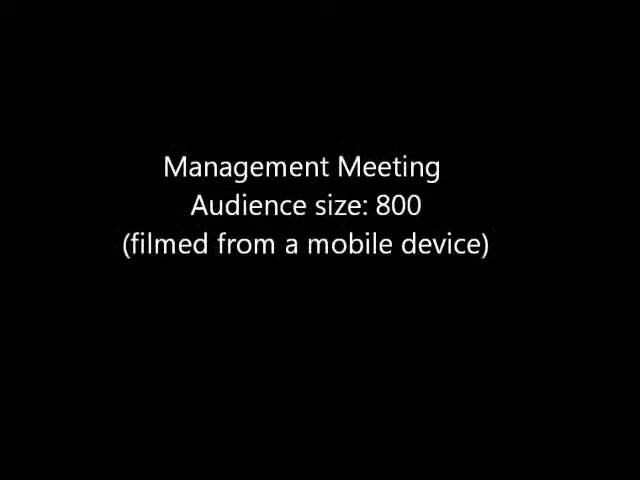 Management Meeting
Audience size: 800
(filmed from a mobile device)